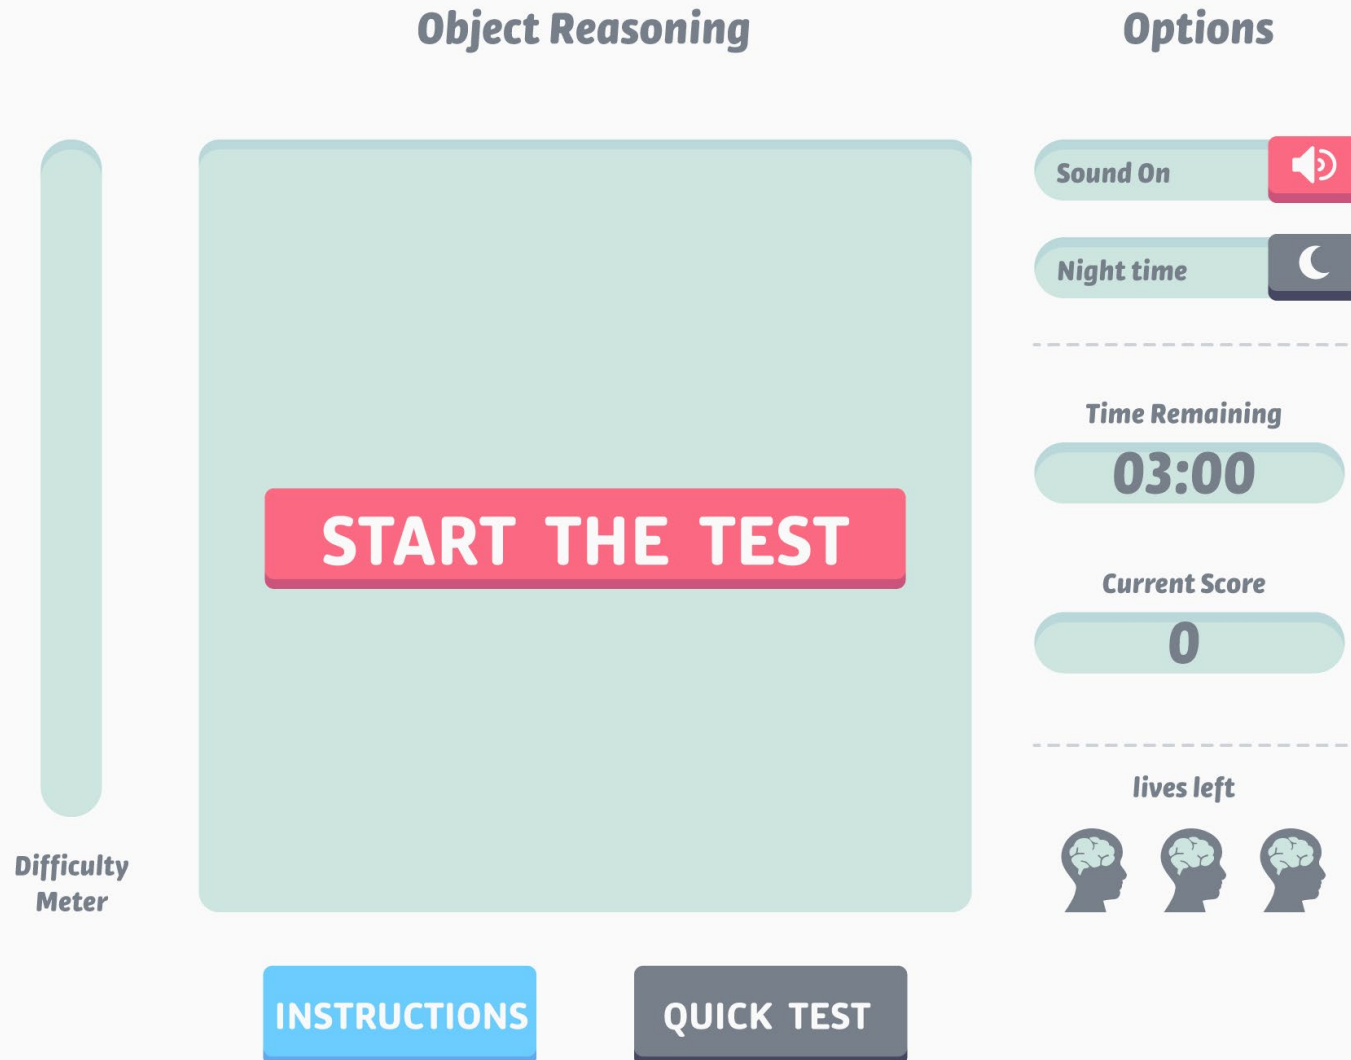 Object Reasoning
Options
Sound On
Night time
START THE TEST
Time Remaining
03:00
Current Score
0
lives left
Difficulty
Meter
INSTRUCTIONS
QUICK TEST